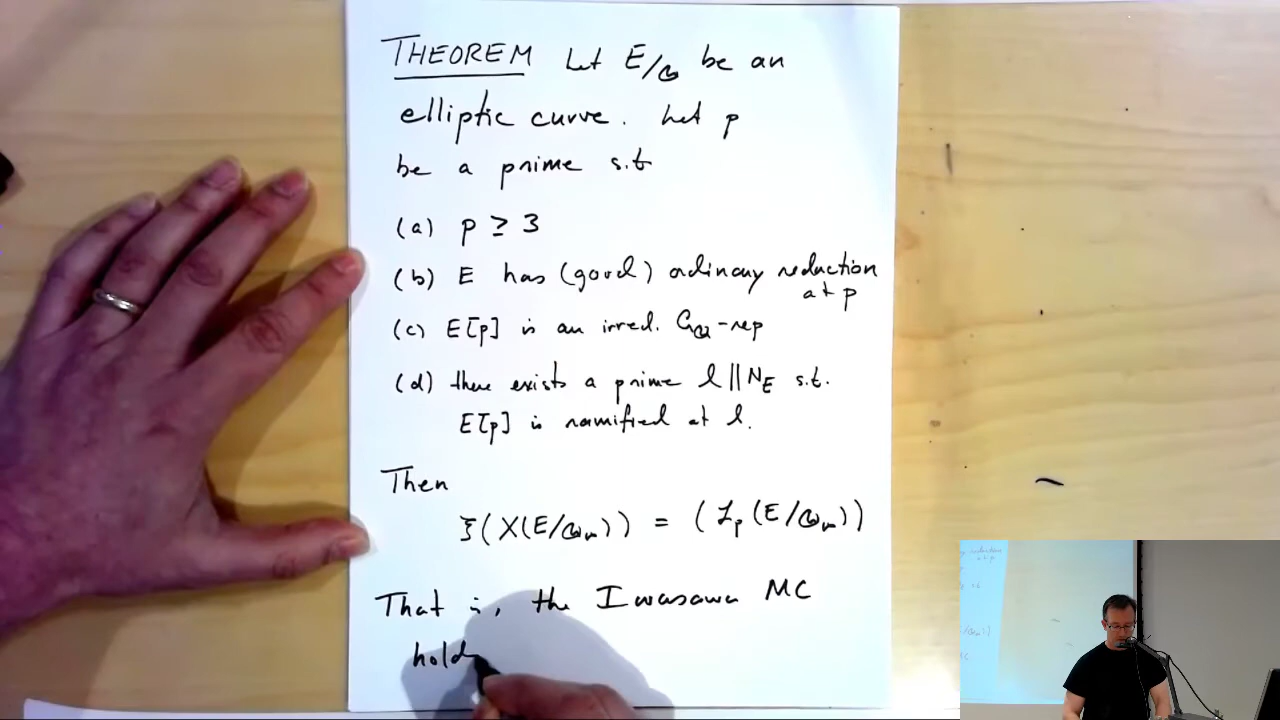 THEOREM Let E/ℚ be an
elliptic curve. Let p
be a prime s.t
(a) p ≥ 3
(b) E has (good) ordinary reduction
at p
(c) E[p] is an irred. G_ℚ-rep
(d) there exists a prime l || N_E s.t.
E[p] is ramified at l.
Then
ξ(X(E/ℚ_∞)) = (ℒ_p(E/ℚ_∞))
That is, the Iwasawa MC
hold